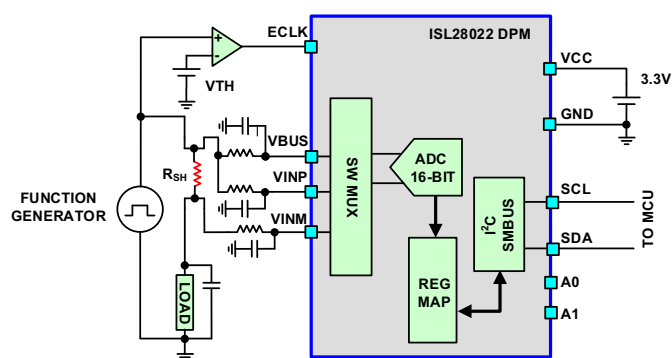 ECLK
ISL28022 DPM
+
-
VTH
VCC
3.3V
GND
VBUS
RSH
VINP
VINM
SW MUX
ADC
16-BIT
FUNCTION
GENERATOR
I2C
SMBUS
SCL
SDA
TO MCU
REG
MAP
A0
A1
LOAD